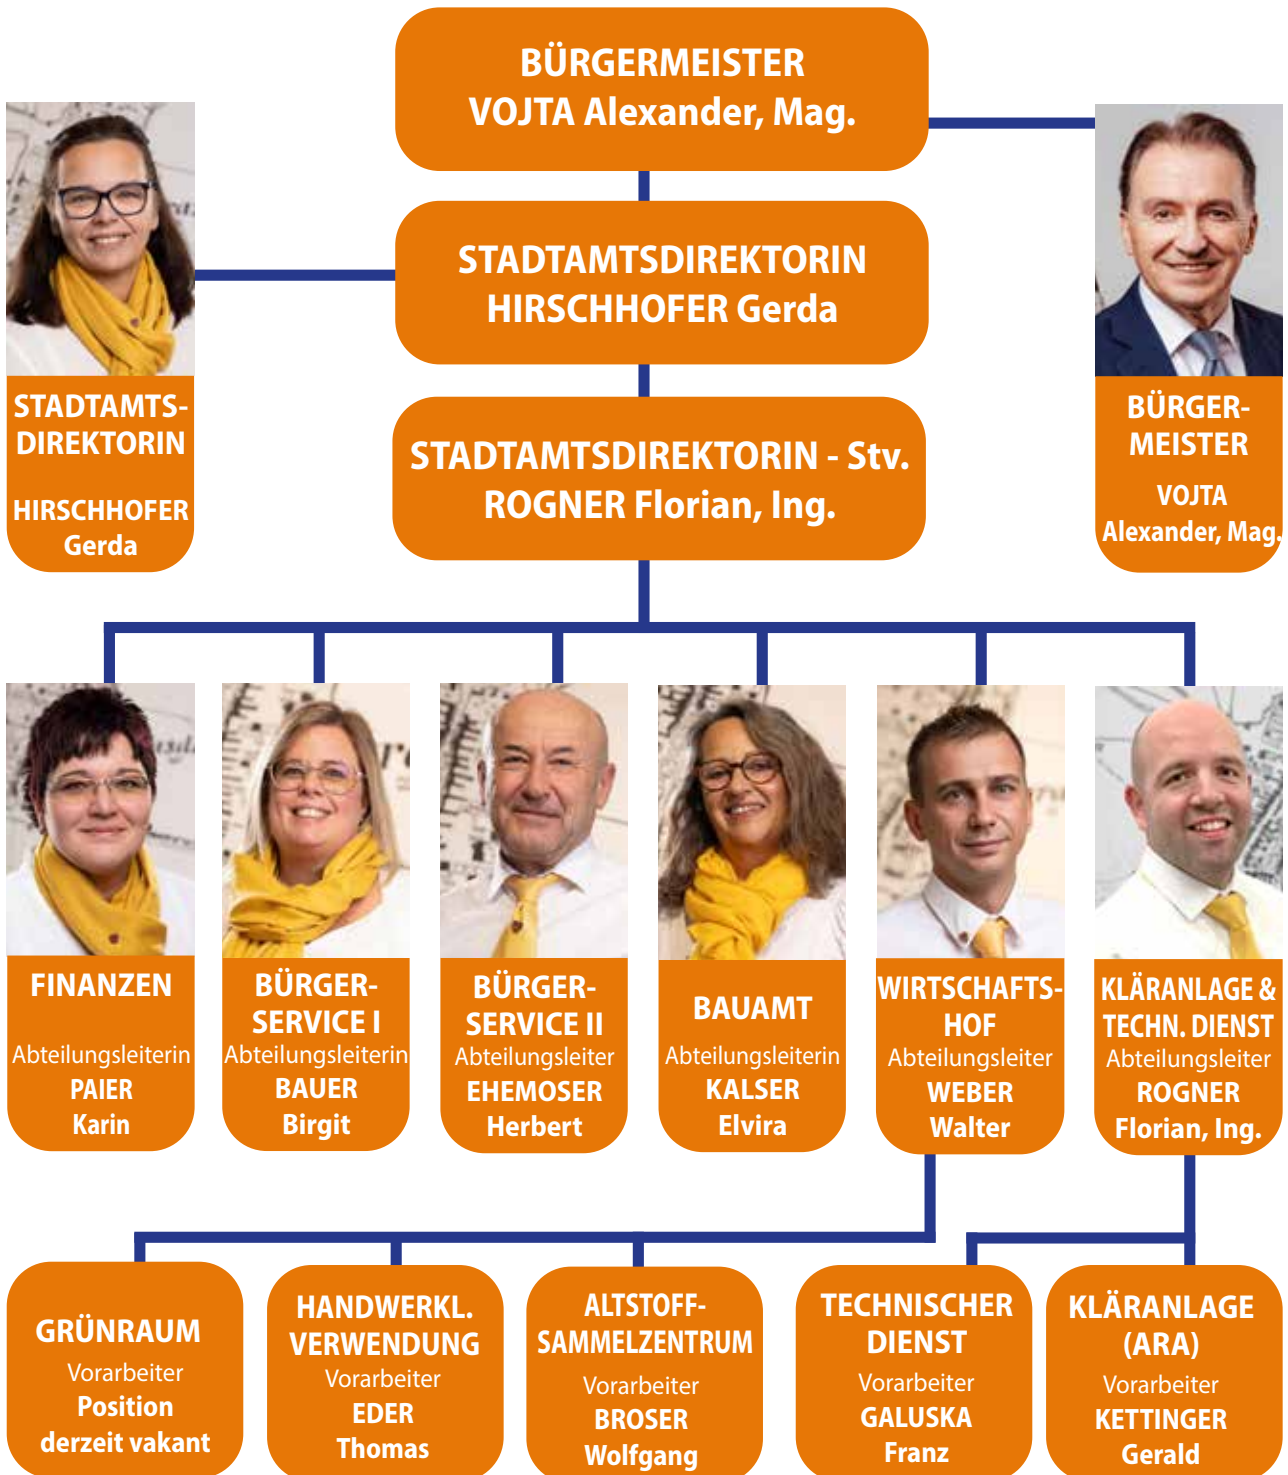 BÜRGERMEISTER
VOJTA Alexander, Mag.
STADTAMTSDIREKTORIN
HIRSCHHOFER Gerda
STADTAMTSDIREKTORIN - Stv.
ROGNER Florian, Ing.
STADTAMTS-
DIREKTORIN
HIRSCHHOFER
Gerda
BÜRGER-
MEISTER
VOJTA
Alexander, Mag.
FINANZEN
Abteilungsleiterin
PAIER
Karin
BÜRGER-
SERVICE I
Abteilungsleiterin
BAUER
Birgit
BÜRGER-
SERVICE II
Abteilungsleiter
EHEMOSER
Herbert
BAUAMT
Abteilungsleiterin
KALSER
Elvira
WIRTSCHAFTS-
HOF
Abteilungsleiter
WEBER
Walter
KLÄRANLAGE &
TECHN. DIENST
Abteilungsleiter
ROGNER
Florian, Ing.
GRÜNRAUM
Vorarbeiter
Position
derzeit vakant
HANDWERKL.
VERWENDUNG
Vorarbeiter
EDER
Thomas
ALTSTOFF-
SAMMELZENTRUM
Vorarbeiter
BROSER
Wolfgang
TECHNISCHER
DIENST
Vorarbeiter
GALUSKA
Franz
KLÄRANLAGE
(ARA)
Vorarbeiter
KETTINGER
Gerald